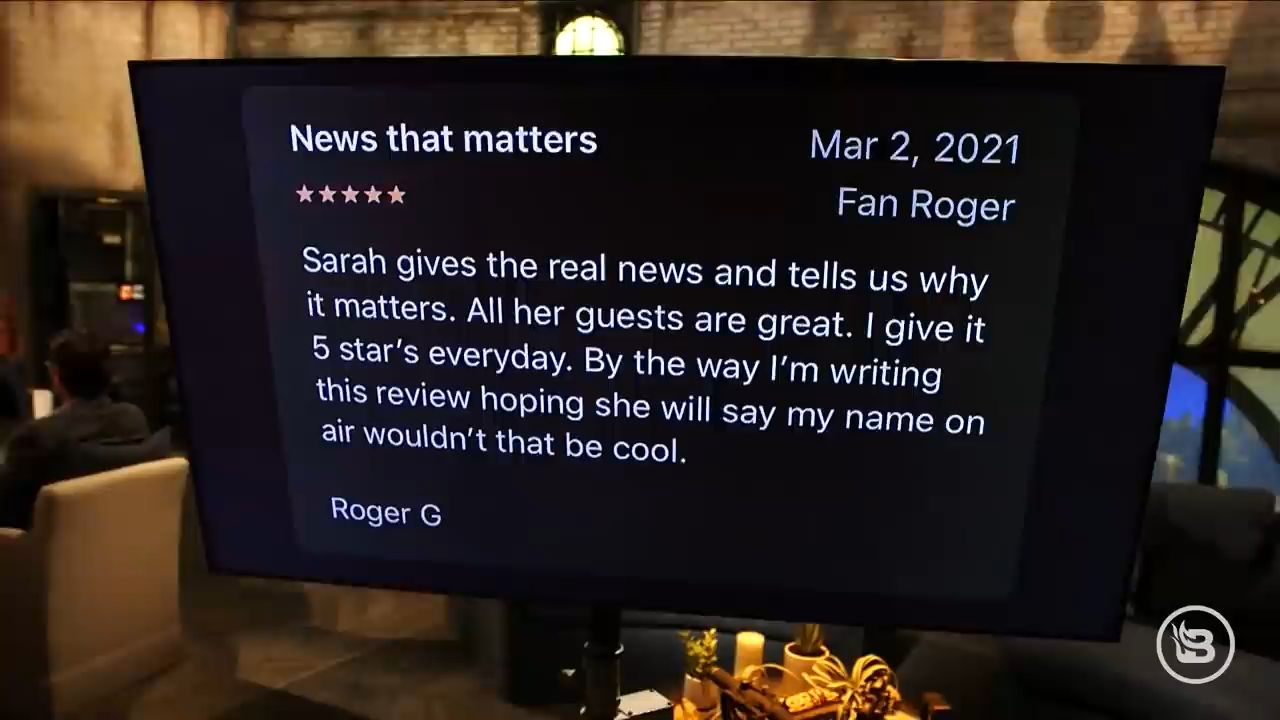 News that matters
Mar 2, 2021
★★★★★
Fan Roger
Sarah gives the real news and tells us why
it matters. All her guests are great. I give it
5 star's everyday. By the way I'm writing
this review hoping she will say my name on
air wouldn't that be cool.
Roger G
B